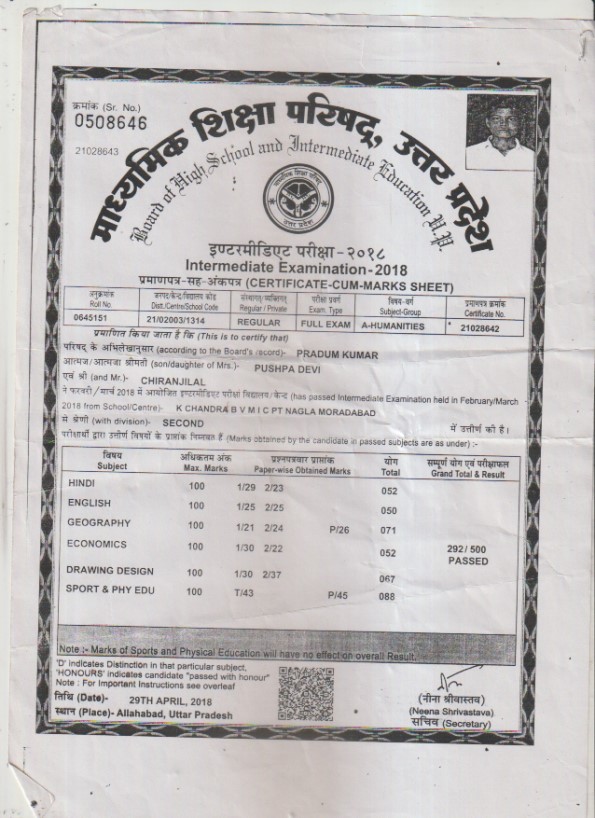 क्रमांक (Sr. No.)
0508646
21028643
माध्यमिक शिक्षा परिषद्, उत्तर प्रदेश
Board of High School and Intermediate Education U.P.
इण्टरमीडिएट परीक्षा-२०१८
Intermediate Examination-2018
प्रमाणपत्र-सह-अंकपत्र (CERTIFICATE-CUM-MARKS SHEET)
अनुक्रमांक जनपद/केन्द्र/विद्यालय कोड संस्थागत/व्यक्तिगत परीक्षा प्रवर्ग विषय-वर्ग प्रमाणपत्र क्रमांक
Roll No. Dist./Centre/School Code Regular / Private Exam. Type Subject-Group Certificate No.
0645151 21/02003/1314 REGULAR FULL EXAM A-HUMANITIES * 21028642
प्रमाणित किया जाता है कि (This is to certify that)
परिषद के अभिलेखानुसार (according to the Board's record)- PRADUM KUMAR
आत्मज/आत्मजा श्रीमती (son/daughter of Mrs.)- PUSHPA DEVI
एवं श्री (and Mr.)- CHIRANJILAL
ने फरवरी/मार्च 2018 में आयोजित इण्टरमीडिएट परीक्षा विद्यालय/केन्द्र (has passed Intermediate Examination held in February/March
2018 from School/Centre)- K CHANDRA B V M I C PT NAGLA MORADABAD
से श्रेणी (with division)- SECOND में उत्तीर्ण की है।
परीक्षार्थी द्वारा उत्तीर्ण विषयों के प्राप्तांक निम्नवत हैं (Marks obtained by the candidate in passed subjects are as under) :-
विषय अधिकतम अंक प्रश्नपत्रवार प्राप्तांक योग सम्पूर्ण योग एवं परीक्षाफल
Subject Max. Marks Paper-wise Obtained Marks Total Grand Total & Result
HINDI 100 1/29 2/23 052
ENGLISH 100 1/25 2/25 050
GEOGRAPHY 100 1/21 2/24 P/26 071
ECONOMICS 100 1/30 2/22 052 292/500
PASSED
DRAWING DESIGN 100 1/30 2/37 067
SPORT & PHY EDU 100 T/43 P/45 088
Note :- Marks of Sports and Physical Education will have no effection overall Result.
'D' Indicates Distinction in that particular subject,
'HONOURS' indicates candidate "passed with honour"
Note : For Important Instructions see overleaf
तिथि (Date)- 29TH APRIL, 2018
स्थान (Place)- Allahabad, Uttar Pradesh
(नीना श्रीवास्तव)
(Neena Shrivastava)
सचिव (Secretary)